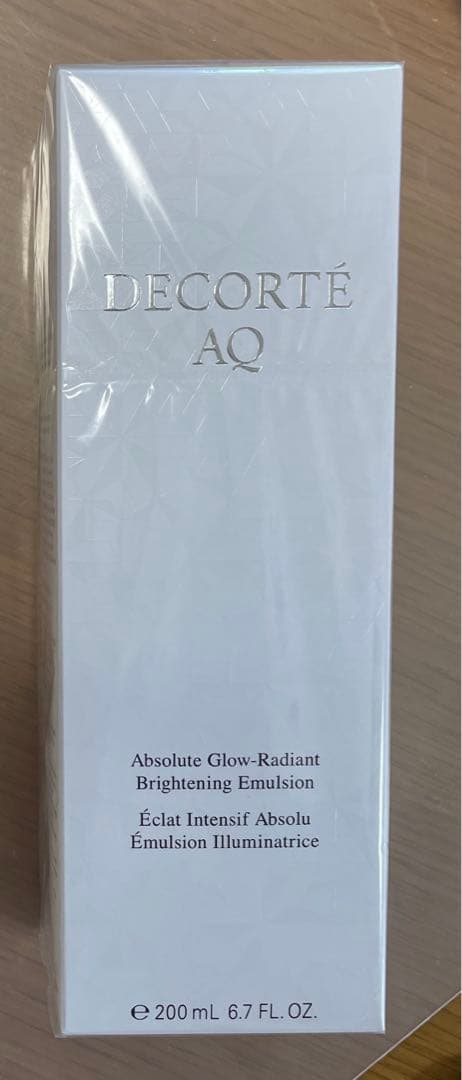 DECORTÉ
AQ
Absolute Glow-Radiant
Brightening Emulsion
Éclat Intensif Absolu
Émulsion Illuminatrice
℮ 200 mL 6.7 FL. OZ.